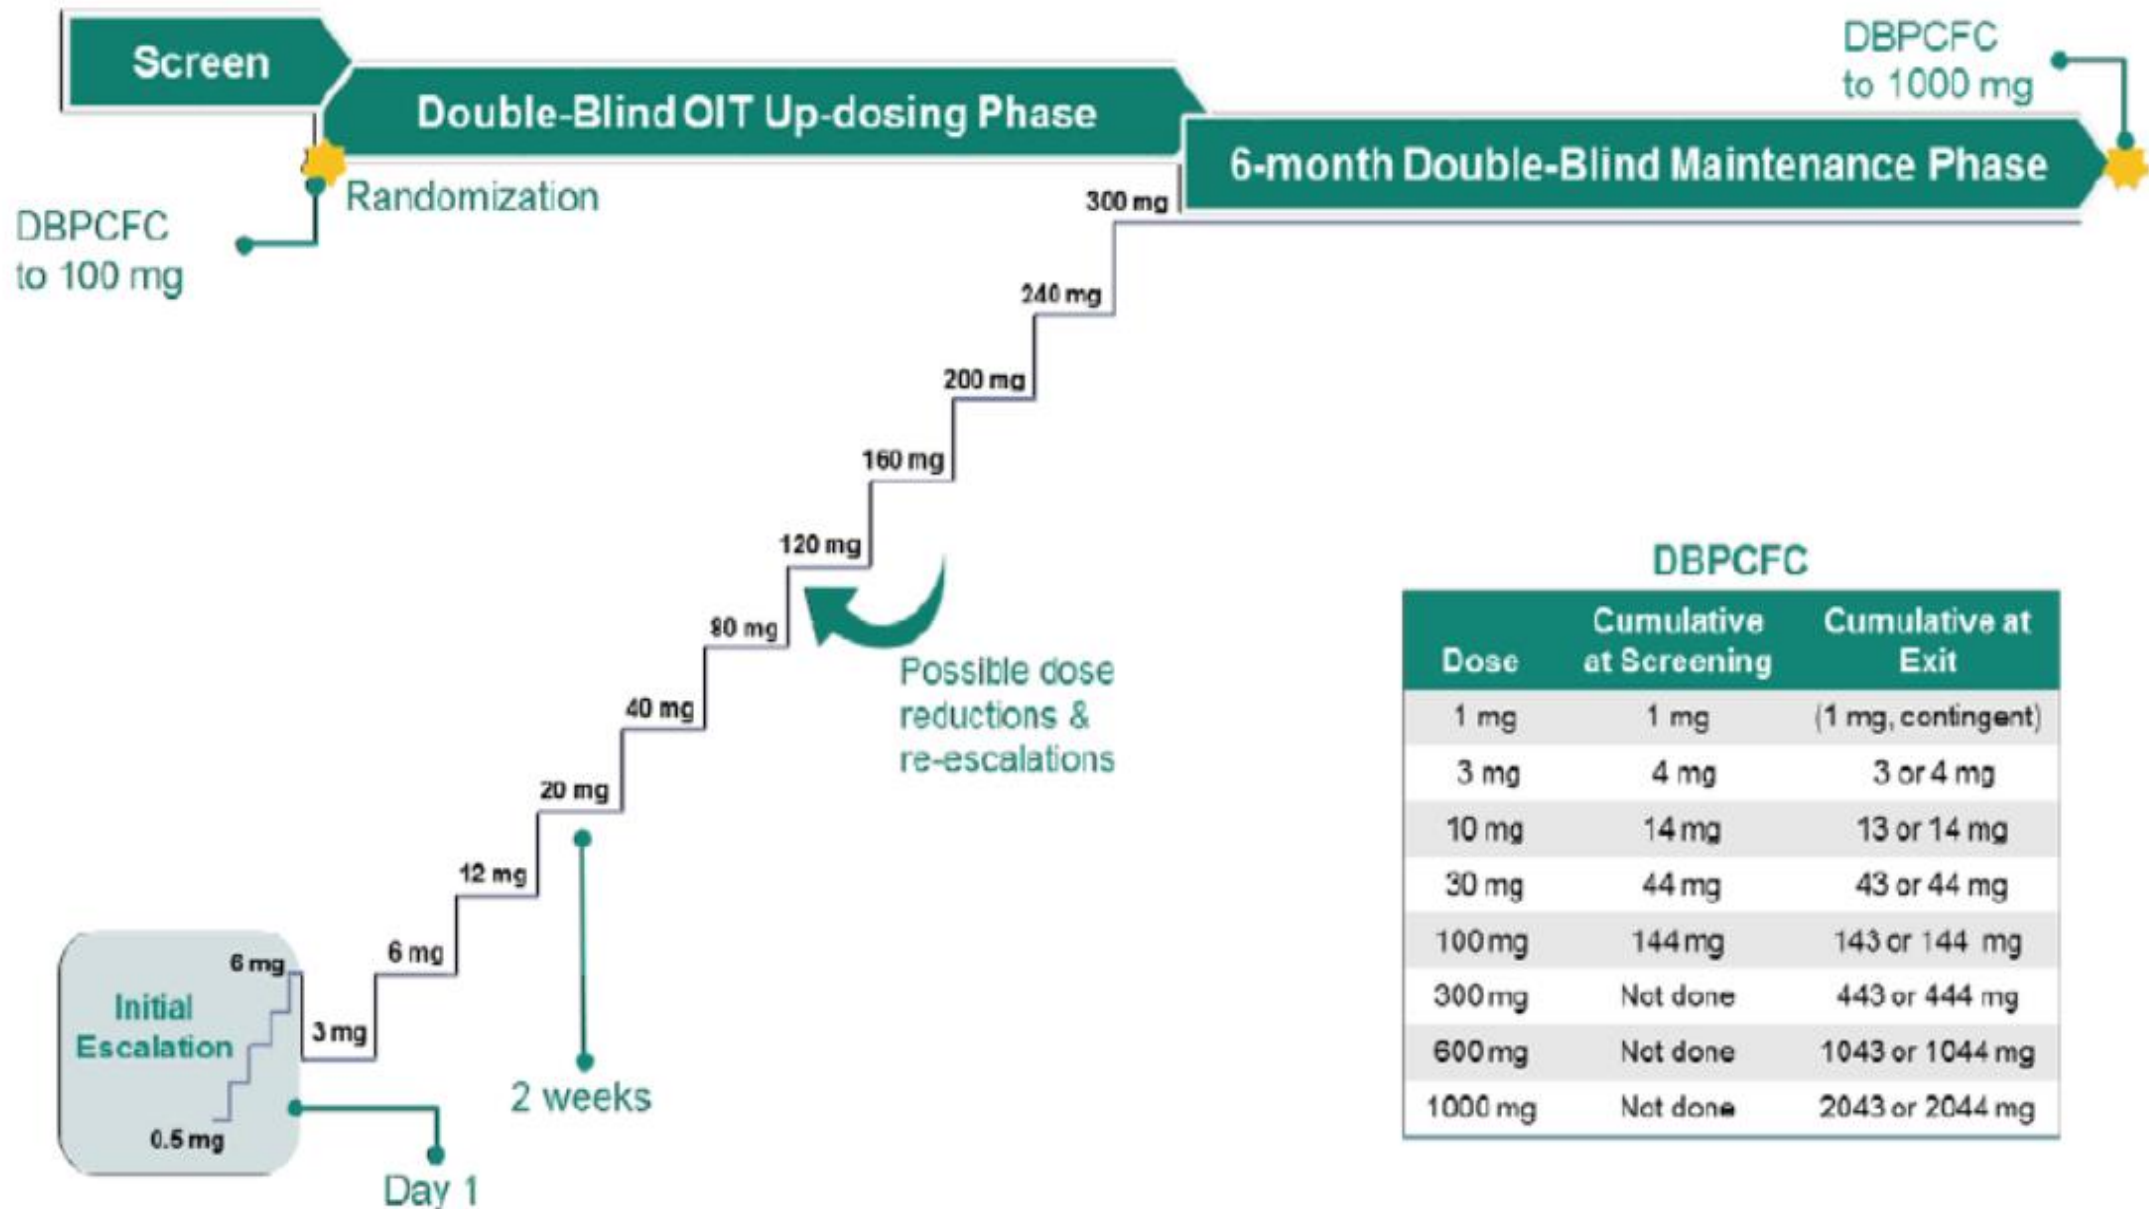 Screen
Double-Blind OIT Up-dosing Phase
DBPCFC
to 1000 mg
6-month Double-Blind Maintenance Phase
Randomization
DBPCFC
to 100 mg
300 mg
240 mg
200 mg
160 mg
120 mg
80 mg
40 mg
20 mg
12 mg
6 mg
3 mg
6 mg
Initial
Escalation
0.5 mg
Day 1
2 weeks
Possible dose
reductions &
re-escalations
DBPCFC
Dose Cumulative at Screening Cumulative at Exit
1 mg 1 mg (1 mg, contingent)
3 mg 4 mg 3 or 4 mg
10 mg 14 mg 13 or 14 mg
30 mg 44 mg 43 or 44 mg
100 mg 144 mg 143 or 144 mg
300 mg Not done 443 or 444 mg
600 mg Not done 1043 or 1044 mg
1000 mg Not done 2043 or 2044 mg